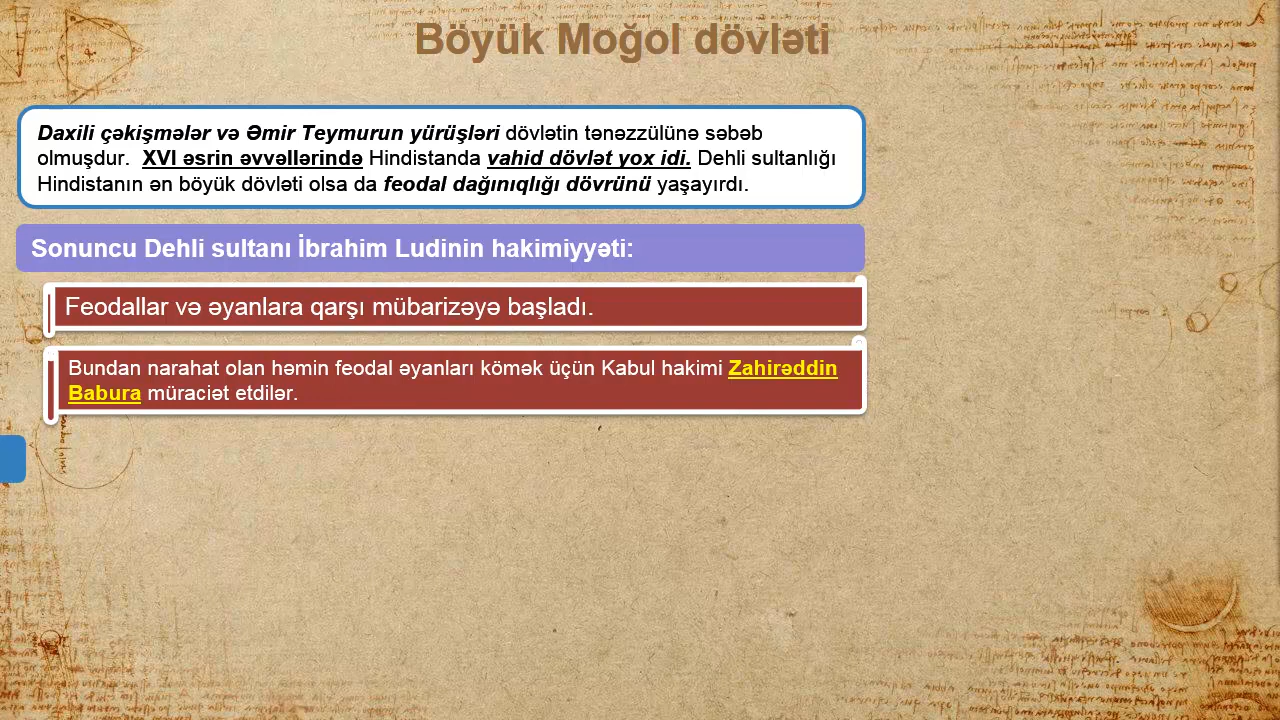 Böyük Moğol dövləti
Daxili çəkişmələr və Əmir Teymurun yürüşləri dövlətin tənəzzülünə səbəb
olmuşdur. XVI əsrin əvvəllərində Hindistanda vahid dövlət yox idi. Dehli sultanlığı
Hindistanın ən böyük dövləti olsa da feodal dağınıqlığı dövrünü yaşayırdı.
Sonuncu Dehli sultanı İbrahim Ludinin hakimiyyəti:
Feodallar və əyanlara qarşı mübarizəyə başladı.
Bundan narahat olan həmin feodal əyanları kömək üçün Kabul hakimi Zahirəddin
Babura müraciət etdilər.